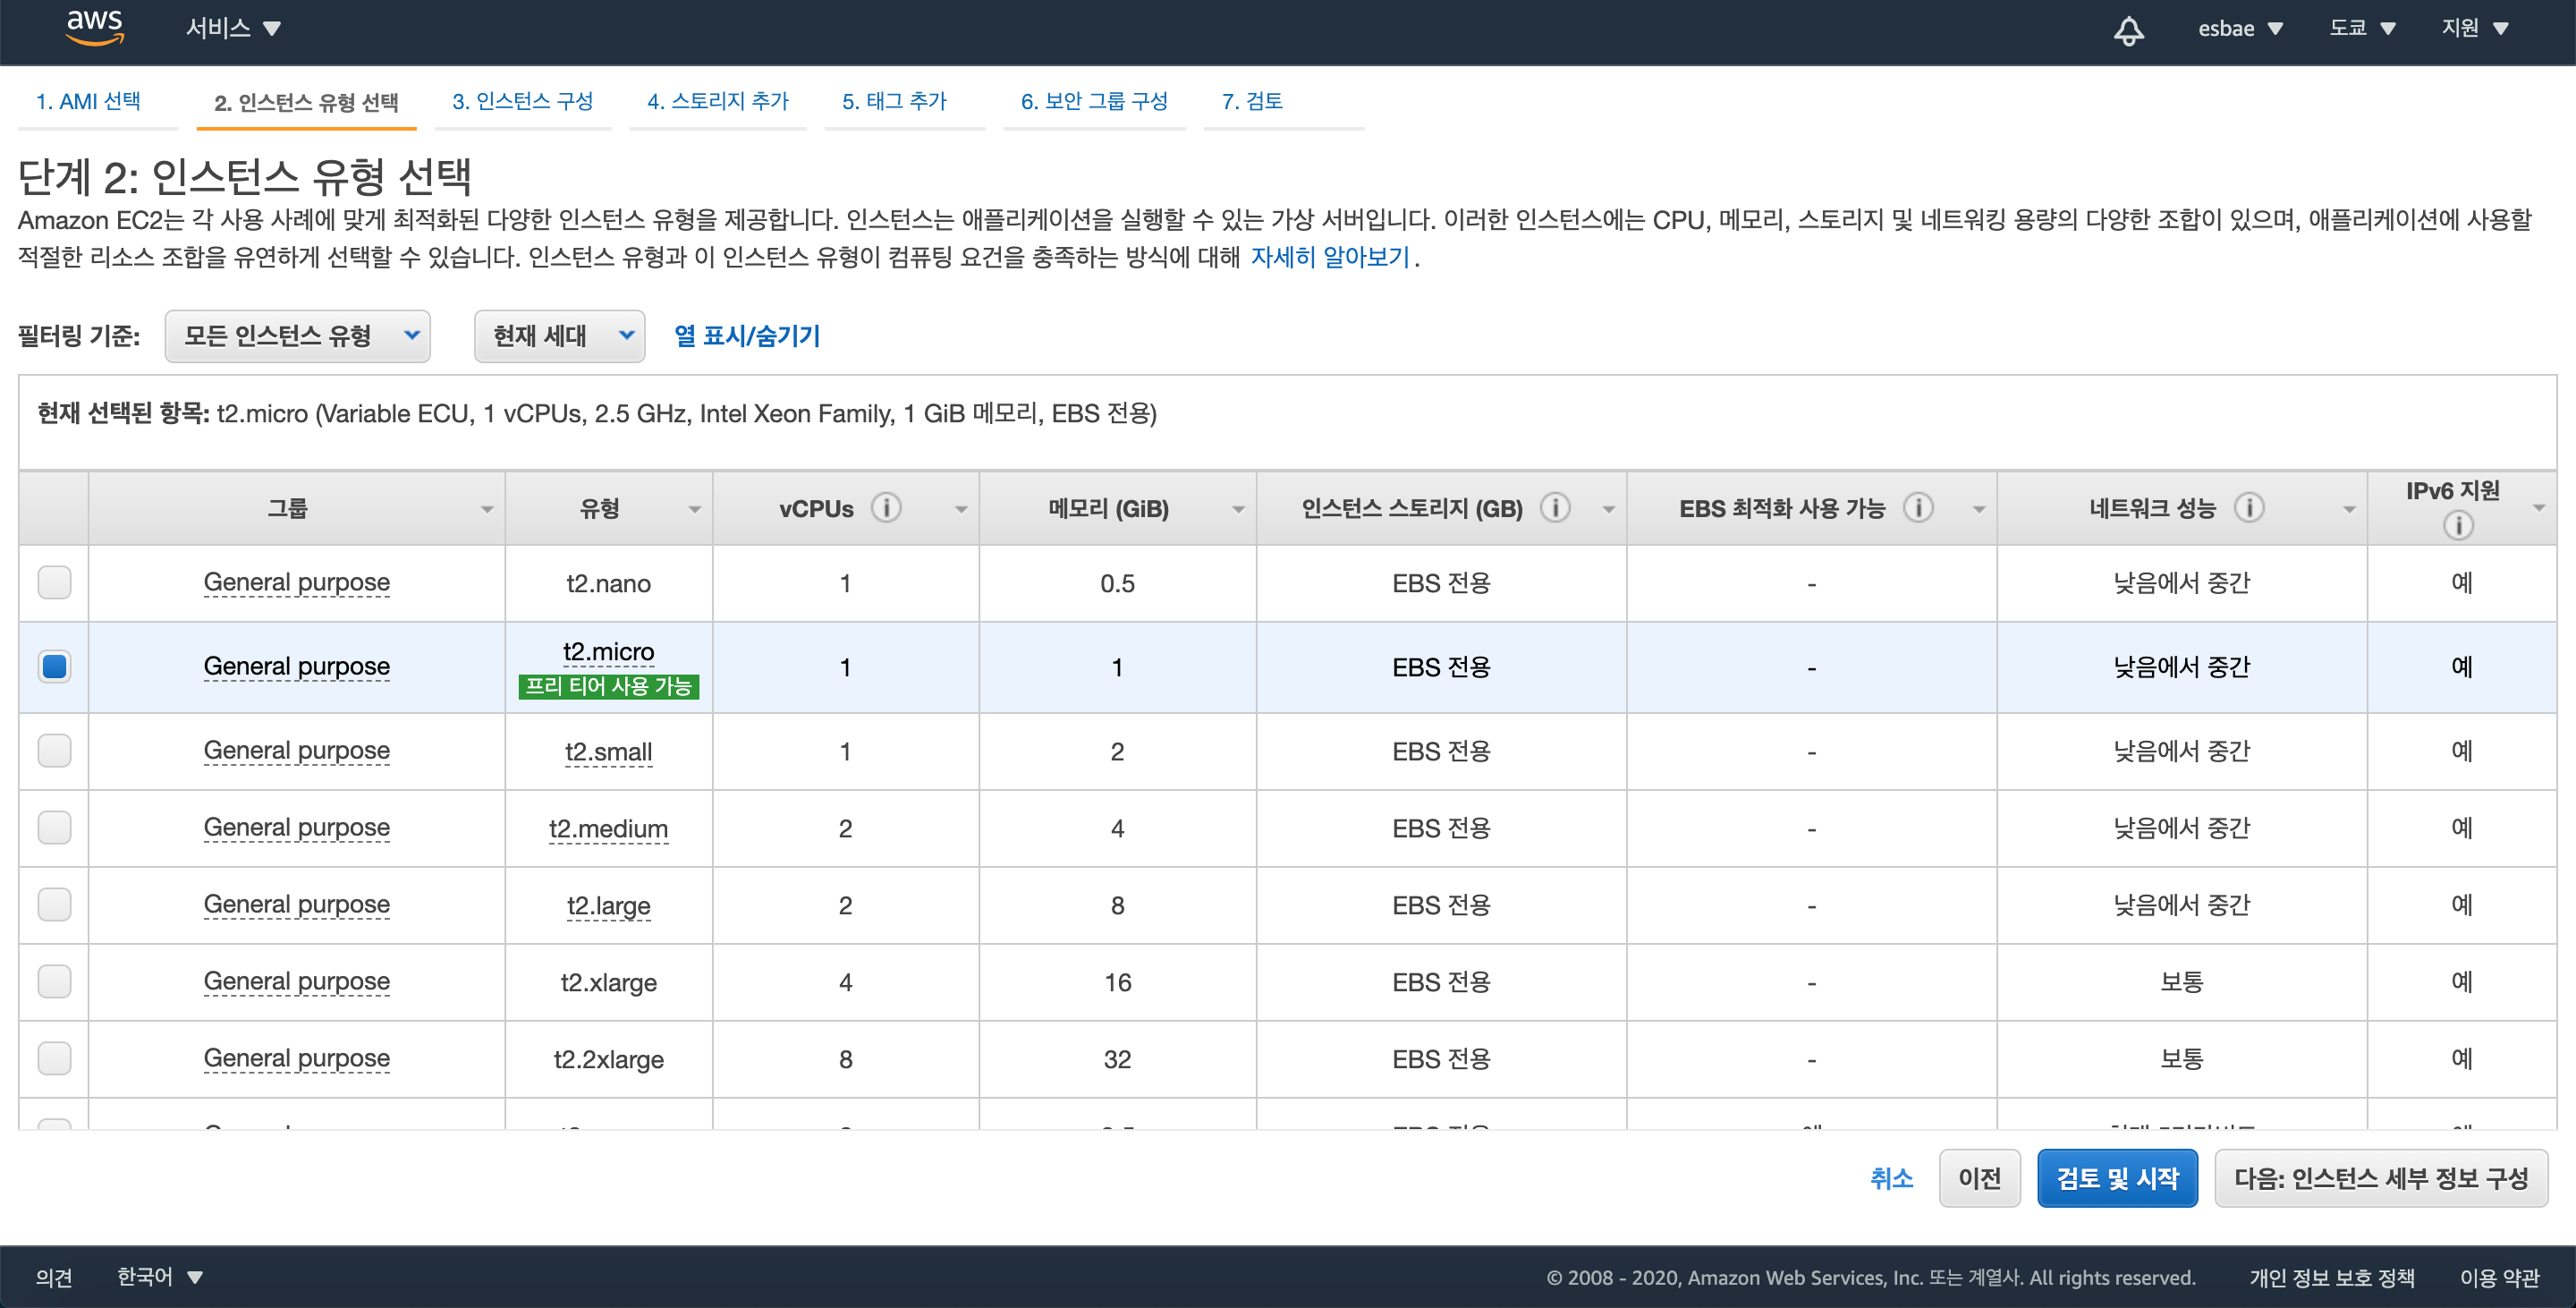 aws 서비스 esbae 도쿄 지원
1. AMI 선택 2. 인스턴스 유형 선택 3. 인스턴스 구성 4. 스토리지 추가 5. 태그 추가 6. 보안 그룹 구성 7. 검토
단계 2: 인스턴스 유형 선택
Amazon EC2는 각 사용 사례에 맞게 최적화된 다양한 인스턴스 유형을 제공합니다. 인스턴스는 애플리케이션을 실행할 수 있는 가상 서버입니다. 이러한 인스턴스에는 CPU, 메모리, 스토리지 및 네트워킹 용량의 다양한 조합이 있으며, 애플리케이션에 사용할
적절한 리소스 조합을 유연하게 선택할 수 있습니다. 인스턴스 유형과 이 인스턴스 유형이 컴퓨팅 요건을 충족하는 방식에 대해 자세히 알아보기.
필터링 기준: 모든 인스턴스 유형 현재 세대 열 표시/숨기기
현재 선택된 항목: t2.micro (Variable ECU, 1 vCPUs, 2.5 GHz, Intel Xeon Family, 1 GiB 메모리, EBS 전용)
그룹 유형 vCPUs 메모리 (GiB) 인스턴스 스토리지 (GB) EBS 최적화 사용 가능 네트워크 성능 IPv6 지원
General purpose t2.nano 1 0.5 EBS 전용 - 낮음에서 중간 예
General purpose t2.micro 1 1 EBS 전용 - 낮음에서 중간 예
프리 티어 사용 가능
General purpose t2.small 1 2 EBS 전용 - 낮음에서 중간 예
General purpose t2.medium 2 4 EBS 전용 - 낮음에서 중간 예
General purpose t2.large 2 8 EBS 전용 - 낮음에서 중간 예
General purpose t2.xlarge 4 16 EBS 전용 - 보통 예
General purpose t2.2xlarge 8 32 EBS 전용 - 보통 예
취소 이전 검토 및 시작 다음: 인스턴스 세부 정보 구성
의견 한국어 © 2008 - 2020, Amazon Web Services, Inc. 또는 계열사. All rights reserved. 개인 정보 보호 정책 이용 약관